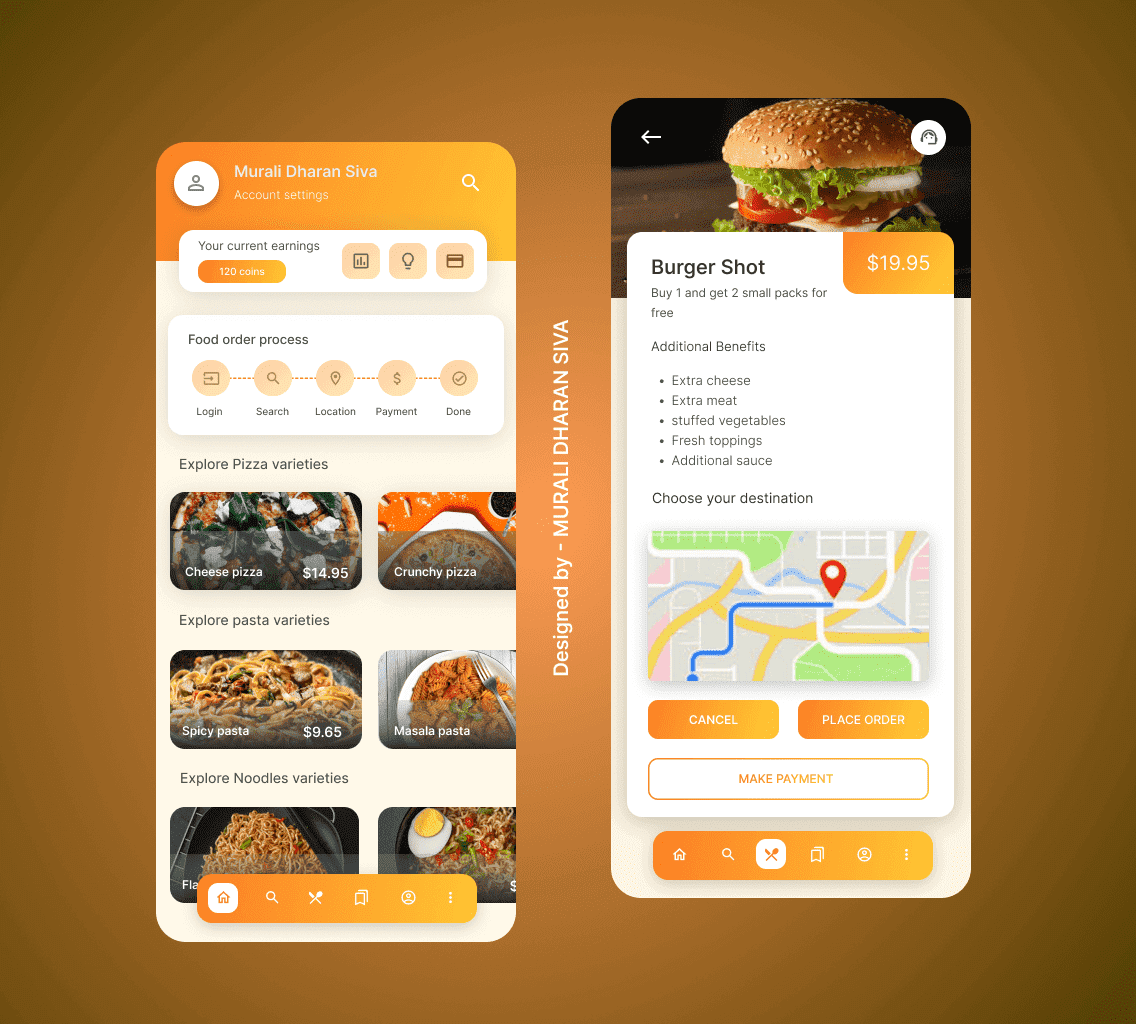 Murali Dharan Siva
Account settings
Your current earnings
120 coins
Food order process
Login Search Location Payment Done
Explore Pizza varieties
Cheese pizza $14.95
Crunchy pizza
Explore pasta varieties
Spicy pasta $9.65
Masala pasta
Explore Noodles varieties
Fla
$
Designed by - MURALI DHARAN SIVA
Burger Shot
$19.95
Buy 1 and get 2 small packs for
free
Additional Benefits
• Extra cheese
• Extra meat
• stuffed vegetables
• Fresh toppings
• Additional sauce
Choose your destination
CANCEL
PLACE ORDER
MAKE PAYMENT